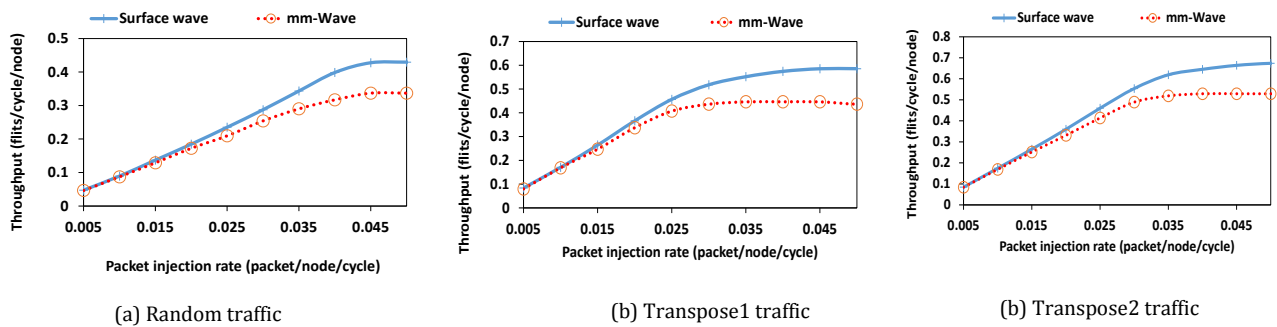 Surface wave mm-Wave
Throughput (flits/cycle/node)
0.5
0.4
0.3
0.2
0.1
0
0.005 0.015 0.025 0.035 0.045
Packet injection rate (packet/node/cycle)
(a) Random traffic
Surface wave mm-Wave
Throughput (flits/cycle/node)
0.7
0.6
0.5
0.4
0.3
0.2
0.1
0
0.005 0.015 0.025 0.035 0.045
Packet injection rate (packet/node/cycle)
(b) Transpose1 traffic
Surface wave mm-Wave
Throughput (flits/cycle/node)
0.8
0.7
0.6
0.5
0.4
0.3
0.2
0.1
0
0.005 0.015 0.025 0.035 0.045
Packet injection rate (packet/node/cycle)
(b) Transpose2 traffic